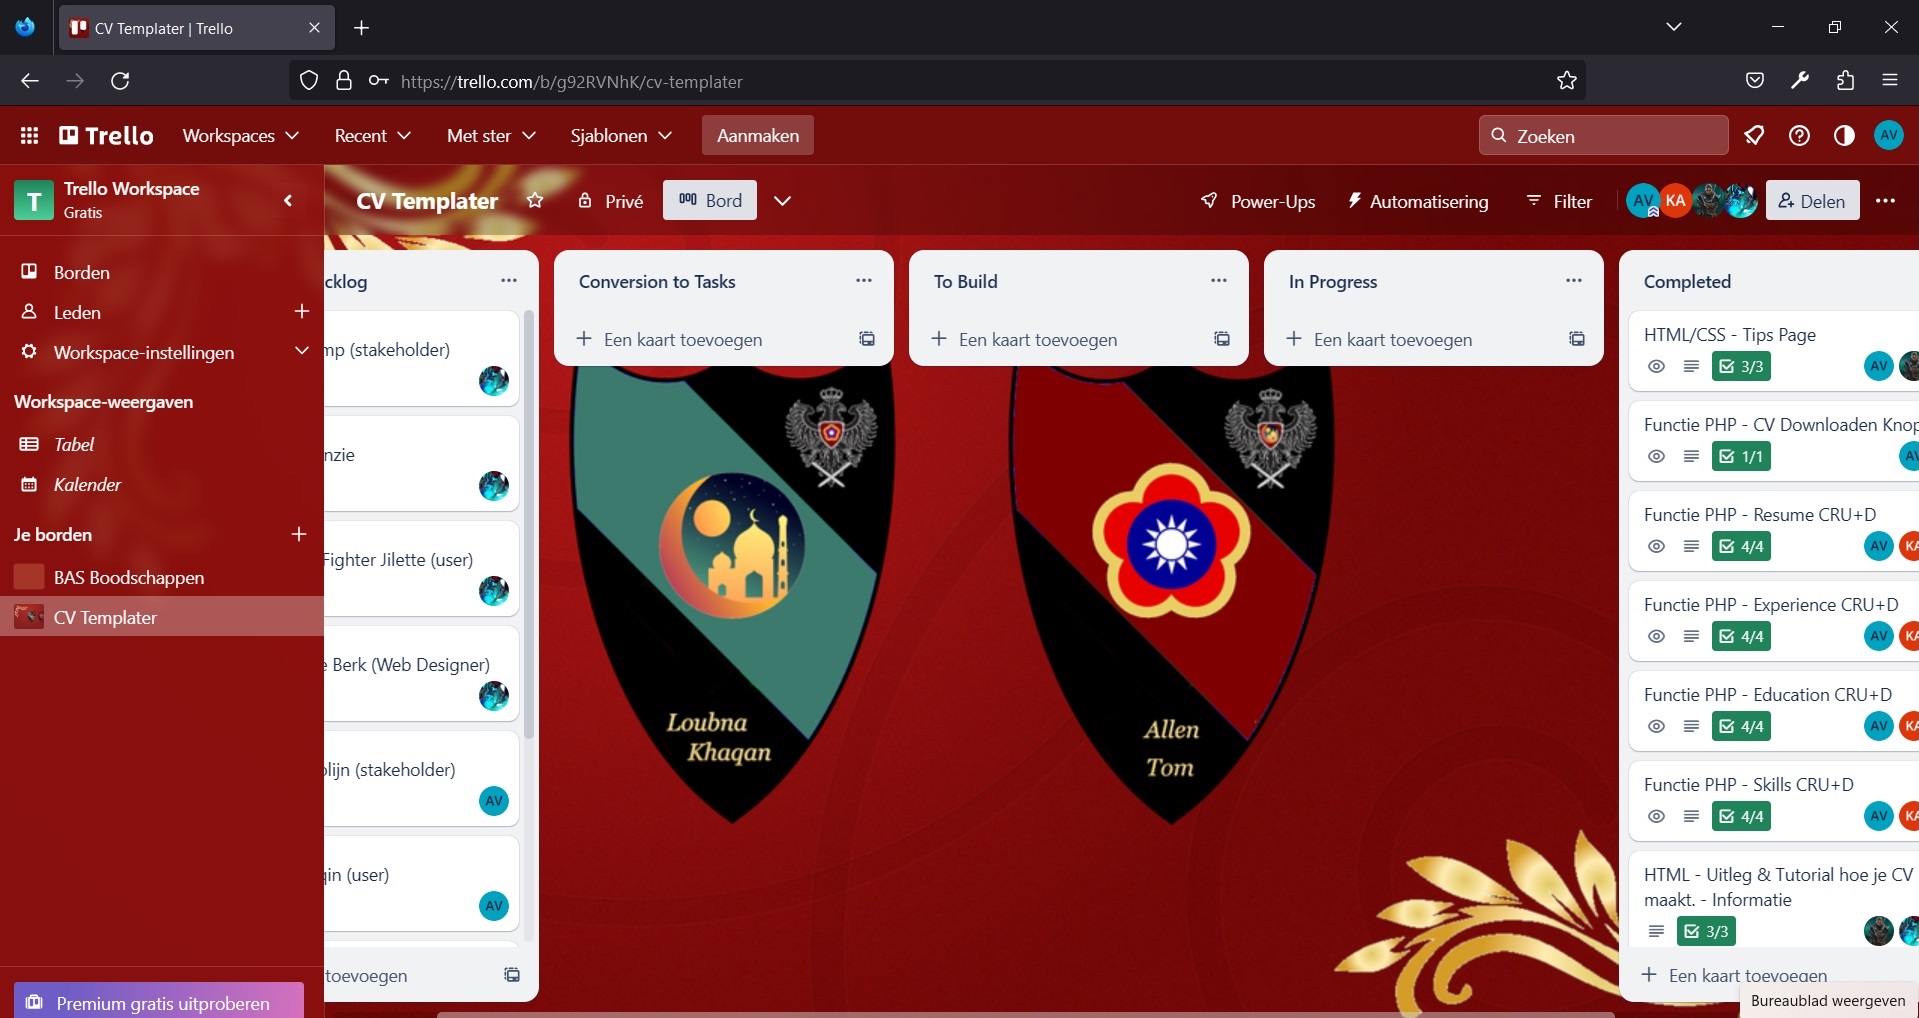 CV Templater | Trello
https://trello.com/b/g92RVNhK/cv-templater
Trello
Workspaces
Recent
Met ster
Sjablonen
Aanmaken
Zoeken
AV
T
Trello Workspace
Gratis
CV Templater
Privé
Bord
Power-Ups
Automatisering
Filter
AV
KA
Delen
Borden
Leden
Workspace-instellingen
Workspace-weergaven
Tabel
Kalender
Je borden
BAS Boodschappen
CV Templater
Premium gratis uitproberen
cklog
mp (stakeholder)
nzie
Fighter Jilette (user)
e Berk (Web Designer)
olijn (stakeholder)
AV
qin (user)
AV
toevoegen
Conversion to Tasks
Een kaart toevoegen
To Build
Een kaart toevoegen
In Progress
Een kaart toevoegen
Loubna
Khaqan
Allen
Tom
Completed
HTML/CSS - Tips Page
3/3
AV
Functie PHP - CV Downloaden Knop
1/1
AV
Functie PHP - Resume CRU+D
4/4
AV
KA
Functie PHP - Experience CRU+D
4/4
AV
KA
Functie PHP - Education CRU+D
4/4
AV
KA
Functie PHP - Skills CRU+D
4/4
AV
KA
HTML - Uitleg & Tutorial hoe je CV
maakt. - Informatie
3/3
Een kaart toevoegen
Bureaublad weergeven